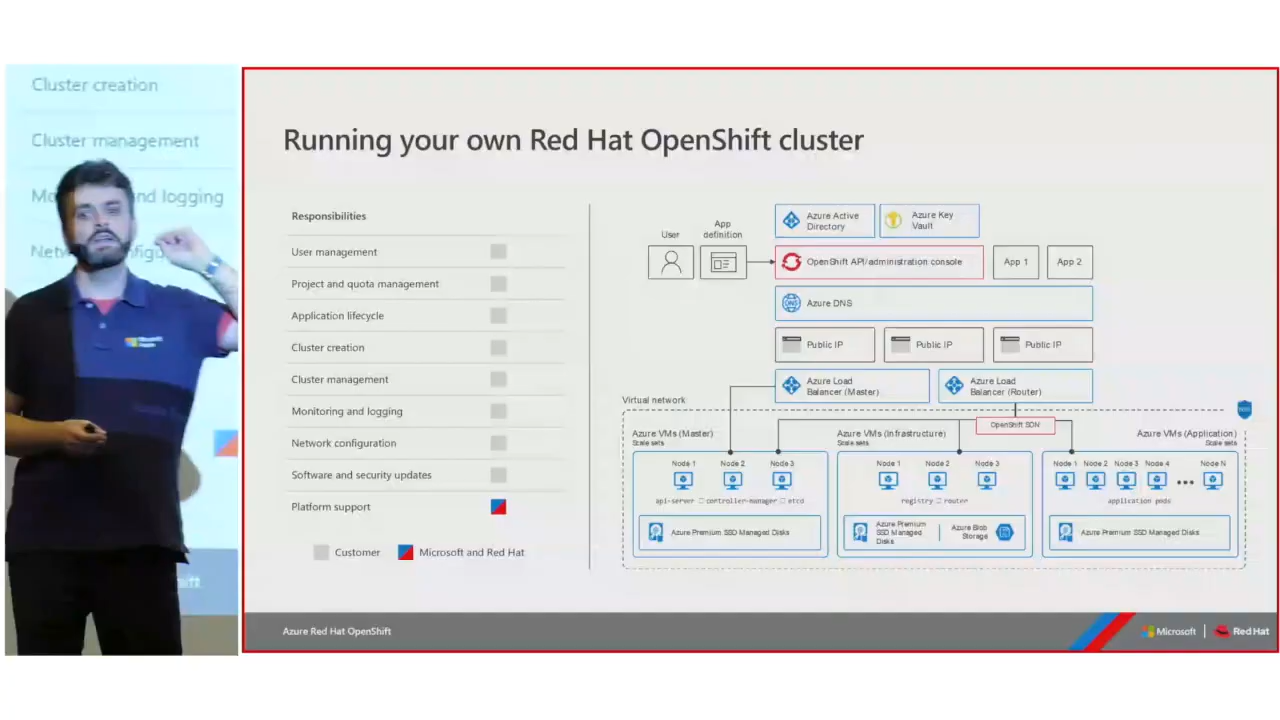 Cluster creation
Cluster management
nd logging
Running your own Red Hat OpenShift cluster
Responsibilities
User management
Project and quota management
Application lifecycle
Cluster creation
Cluster management
Monitoring and logging
Network configuration
Software and security updates
Platform support
Customer
Microsoft and Red Hat
User
App
definition
Azure Active
Directory
Azure Key
Vault
OpenShift API/administration console
App 1
App 2
DNS
Azure DNS
Public IP
Public IP
Public IP
Azure Load
Balancer (Master)
Azure Load
Balancer (Router)
Virtual network
OpenShift SDN
Azure VMs (Master)
Scale sets
Azure VMs (Infrastructure)
Scale sets
Azure VMs (Application)
Scale sets
Node 1
Node 2
Node 3
Node 1
Node 2
Node 3
Node 1
Node 2
Node 3
Node 4
Node N
api-server □ controller-manager □ etcd
registry □ router
application pods
Azure Premium SSD Managed Disks
Azure Premium
SSD Managed
Disks
Azure Blob
Storage
Azure Premium SSD Managed Disks
Azure Red Hat OpenShift
Microsoft
Red Hat